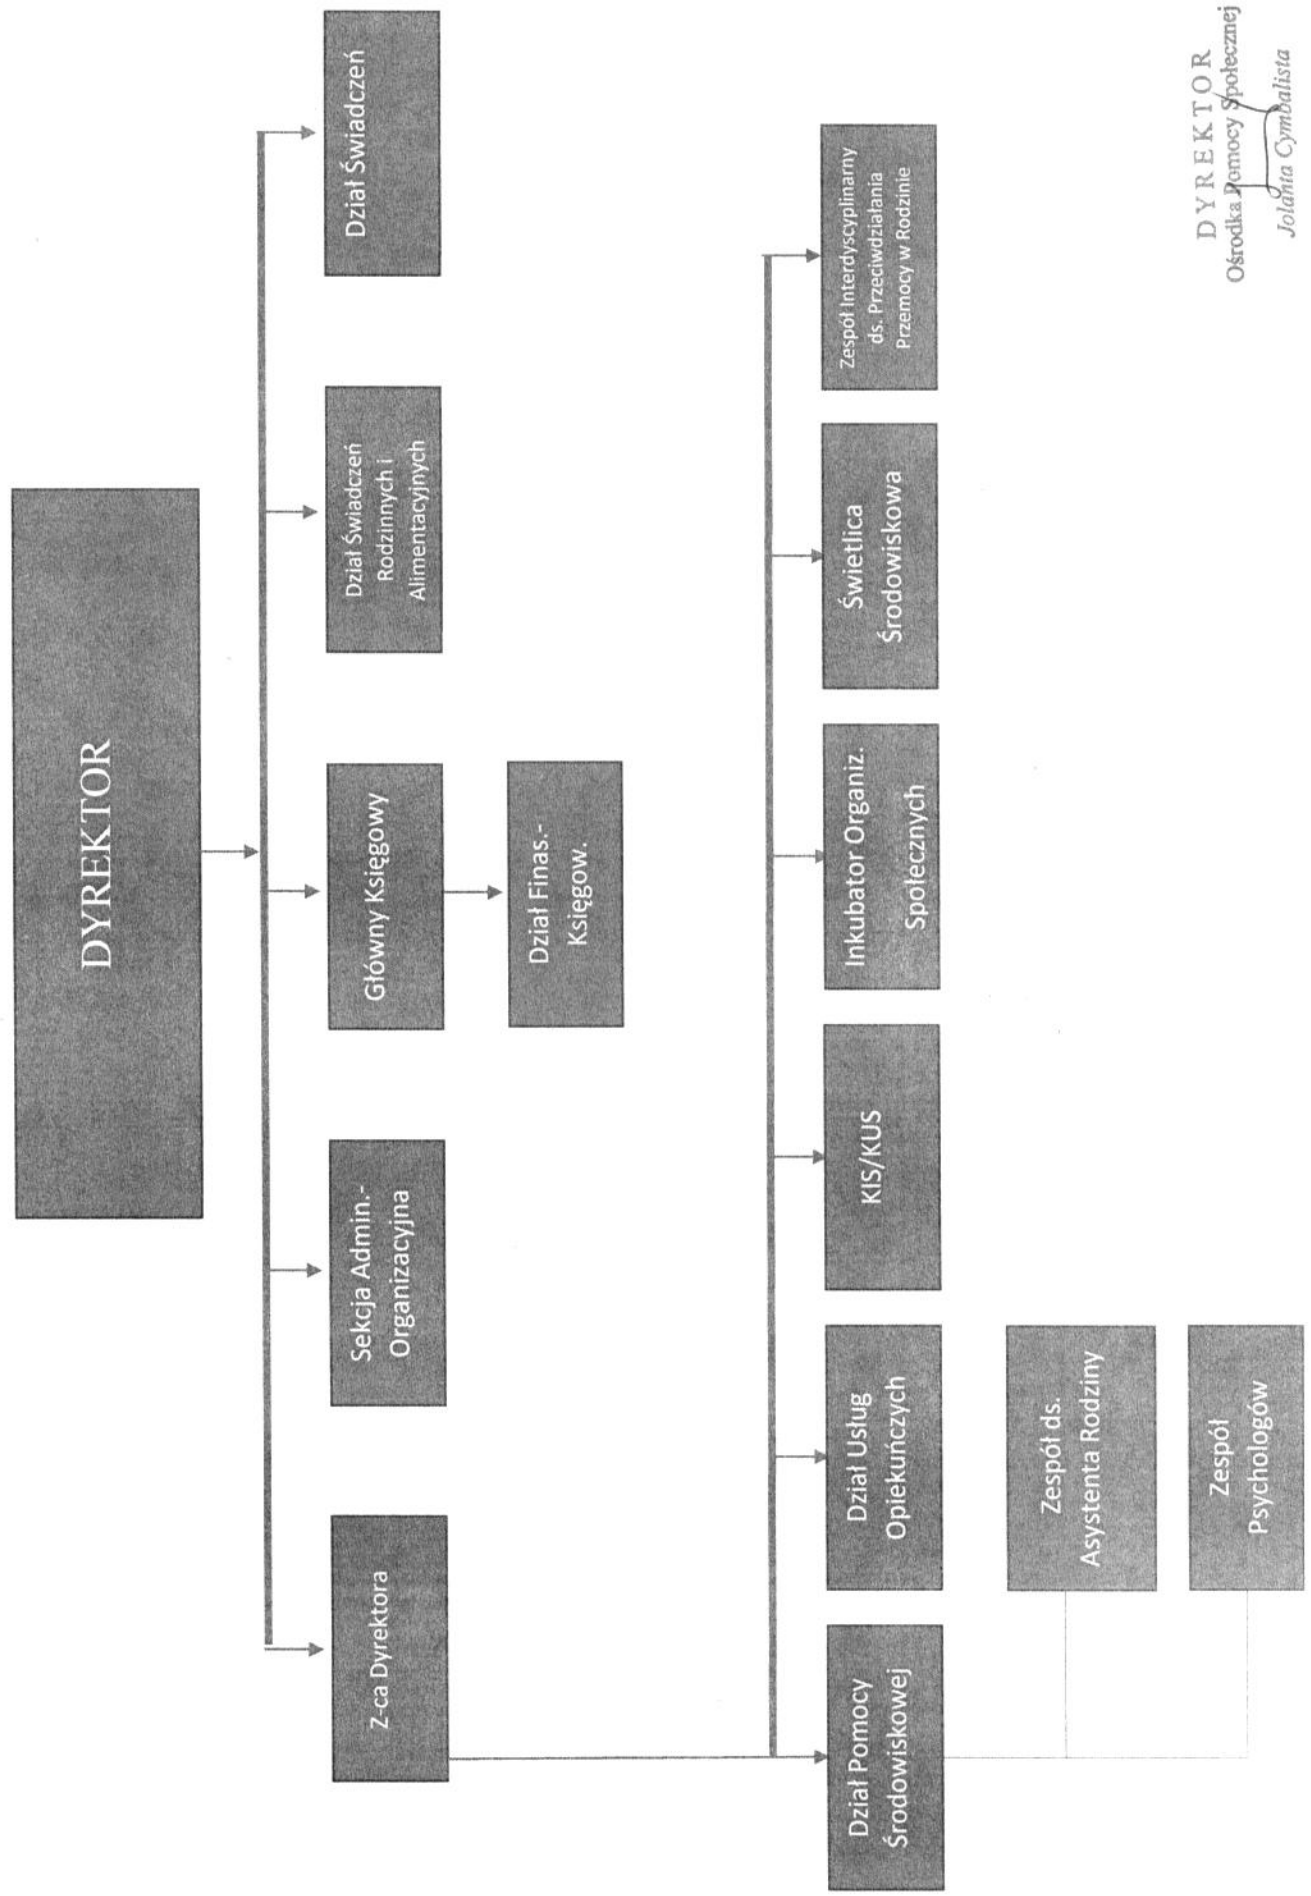 DYREKTOR
Z-ca Dyrektora
Sekcja Admin.-
Organizacyjna
Główny Księgowy
Dział Świadczeń
Rodzinnych i
Alimentacyjnych
Dział Świadczeń
Dział Finas.-
Księgow.
Dział Pomocy
Środowiskowej
Dział Usług
Opiekuńczych
KIS/KUS
Inkubator Organiz.
Społecznych
Świetlica
Środowiskowa
Zespół Interdyscyplinarny
ds. Przeciwdziałania
Przemocy w Rodzinie
Zespół ds.
Asystenta Rodziny
Zespół
Psychologów
DYREKTOR
Ośrodka Pomocy Społecznej
Jolanta Cymbalista